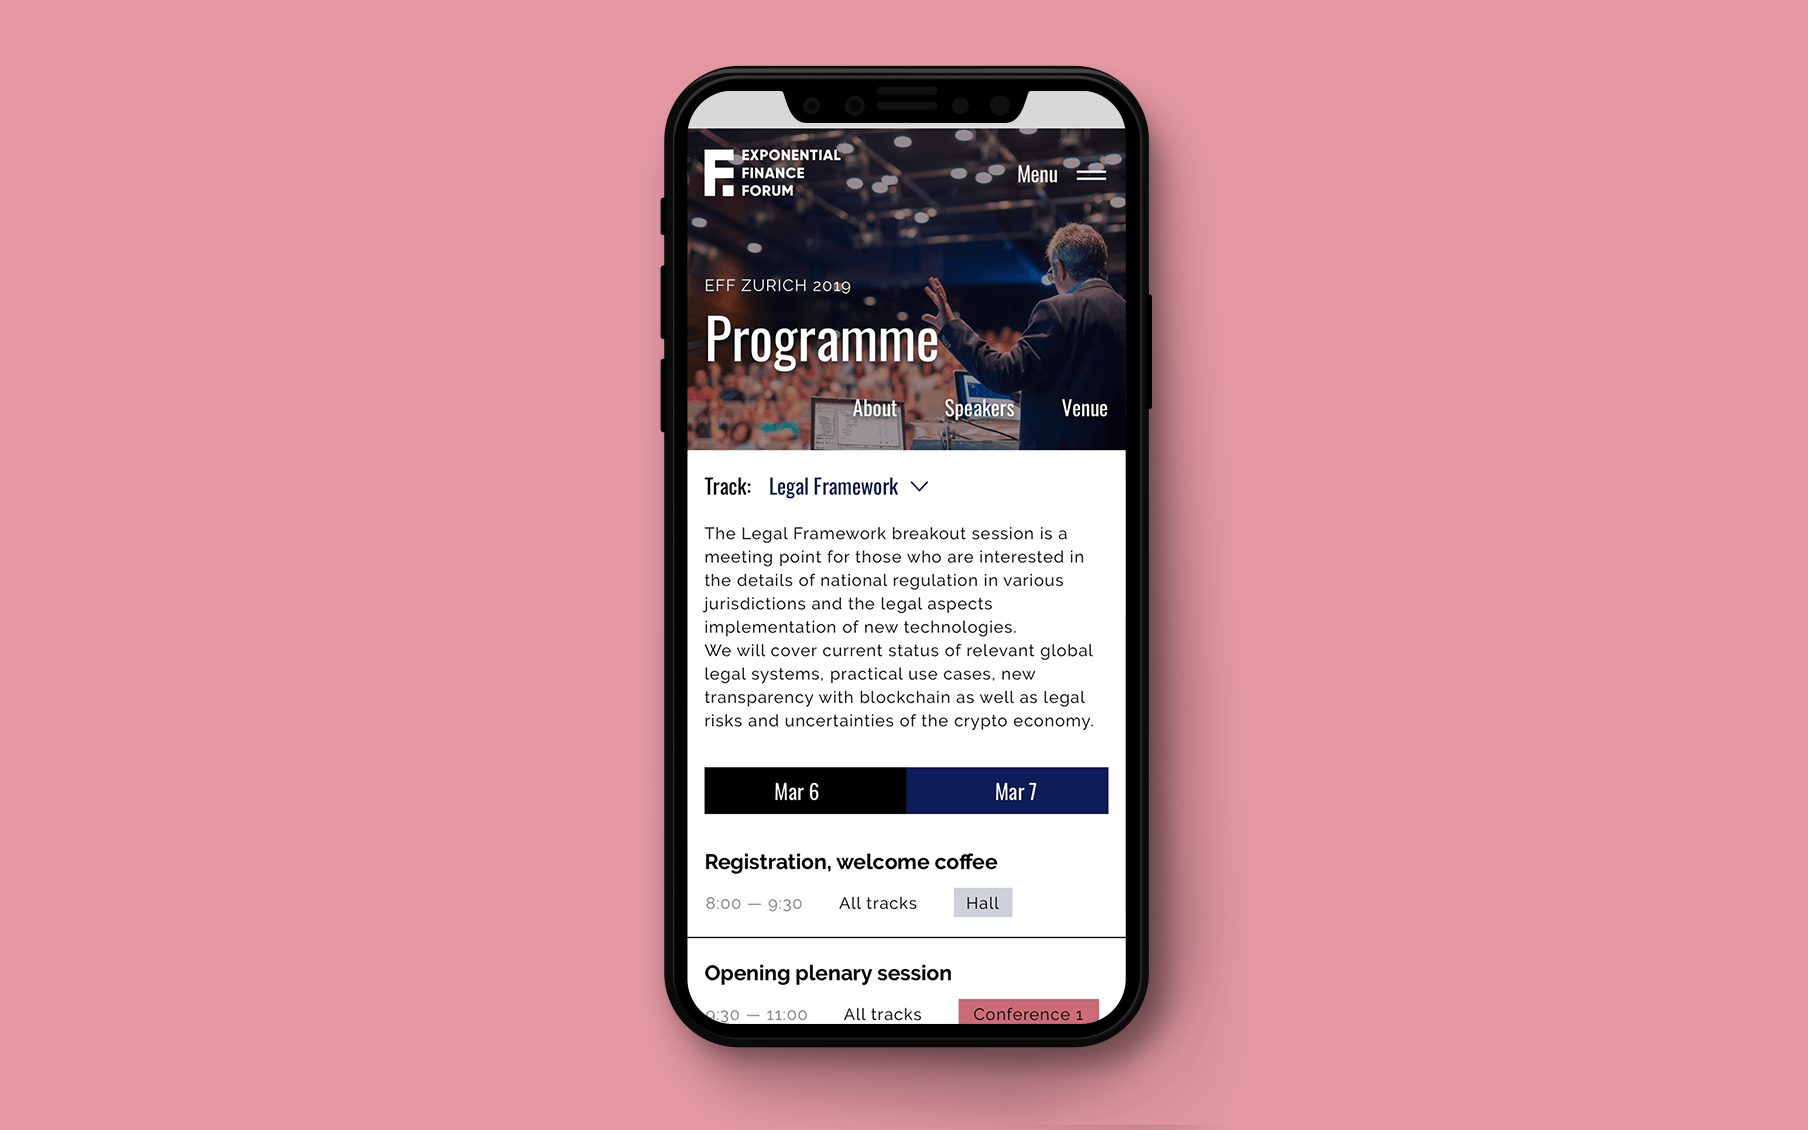 EXPONENTIAL
FINANCE
FORUM
Menu
EFF ZURICH 2019
Programme
About Speakers Venue
Track: Legal Framework
The Legal Framework breakout session is a
meeting point for those who are interested in
the details of national regulation in various
jurisdictions and the legal aspects
implementation of new technologies.
We will cover current status of relevant global
legal systems, practical use cases, new
transparency with blockchain as well as legal
risks and uncertainties of the crypto economy.
Mar 6 Mar 7
Registration, welcome coffee
8:00 — 9:30 All tracks Hall
Opening plenary session
9:30 — 11:00 All tracks Conference 1